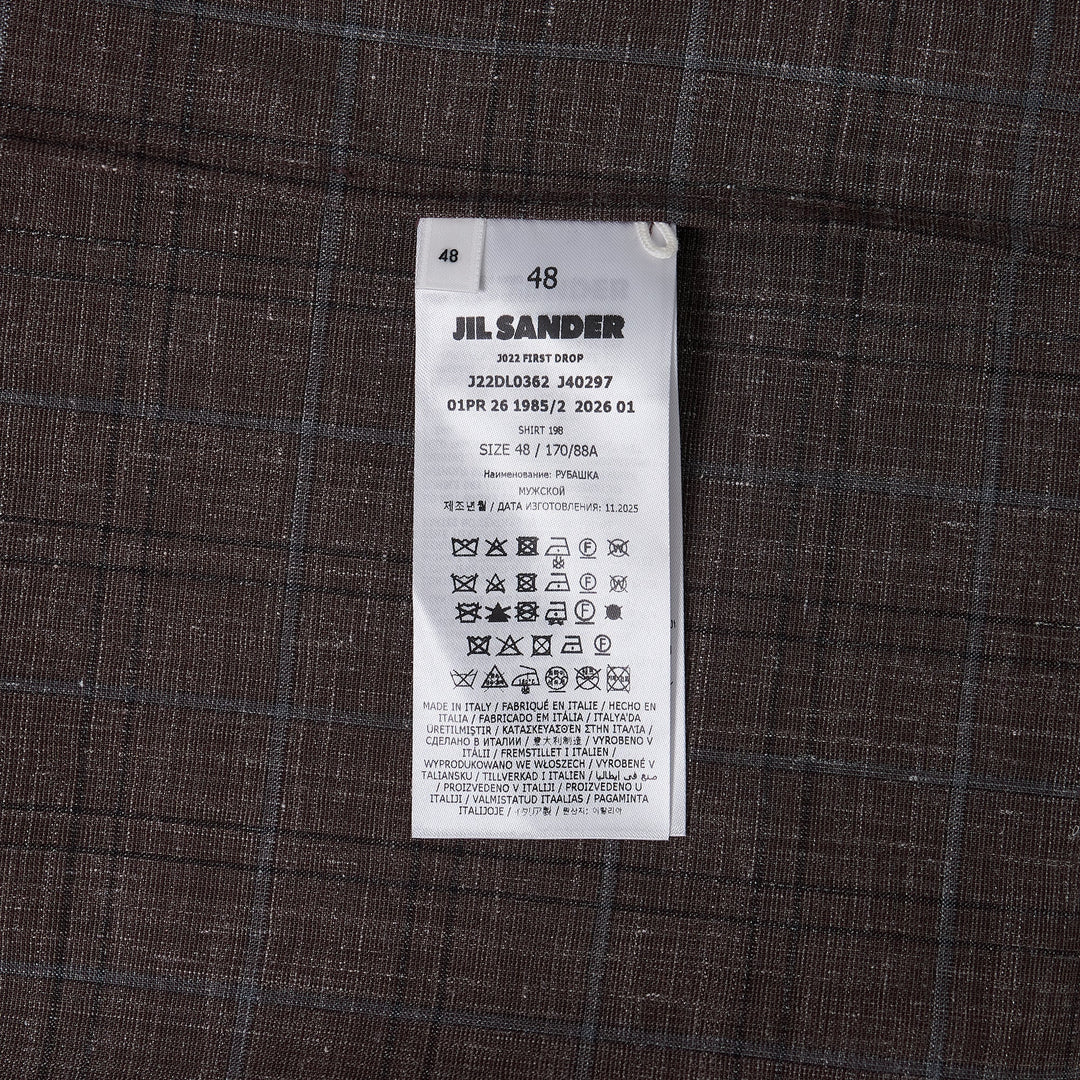 48
48
JIL SANDER
J022 FIRST DROP
J22DL0362 J40297
01PR 26 1985/2 2026 01
SHIRT 19B
SIZE 48 / 170/88A
Наименование: РУБАШКА
МУЖСКОЙ
제조년월 / ДАТА ИЗГОТОВЛЕНИЯ: 11.2025
F W
F W
F
F
MADE IN ITALY / FABRIQUÉ EN ITALIE / HECHO EN
ITALIA / FABRICADO EM ITÁLIA / ITALYA'DA
ÜRETILMIŞTIR / ΚΑΤΑΣΚΕΥΑΣΘΕΝ ΣΤΗΝ ΙΤΑΛΊΑ /
СДЕЛАНО В ИТАЛИИ / 意大利制造 / VYROBENO V
ITÁLII / FREMSTILLET I ITALIEN /
WYPRODUKOWANO WE WŁOSZECH / VYROBENÉ V
TALIANSKU / TILLVERKAD I ITALIEN / صنع في إيطاليا
/ PROIZVEDENO V ITALIJI / PROIZVEDENO U
ITALIJI / VALMISTATUD ITAALIAS / PAGAMINTA
ITALIJOJE / イタリア製 / 원산지: 이탈리아